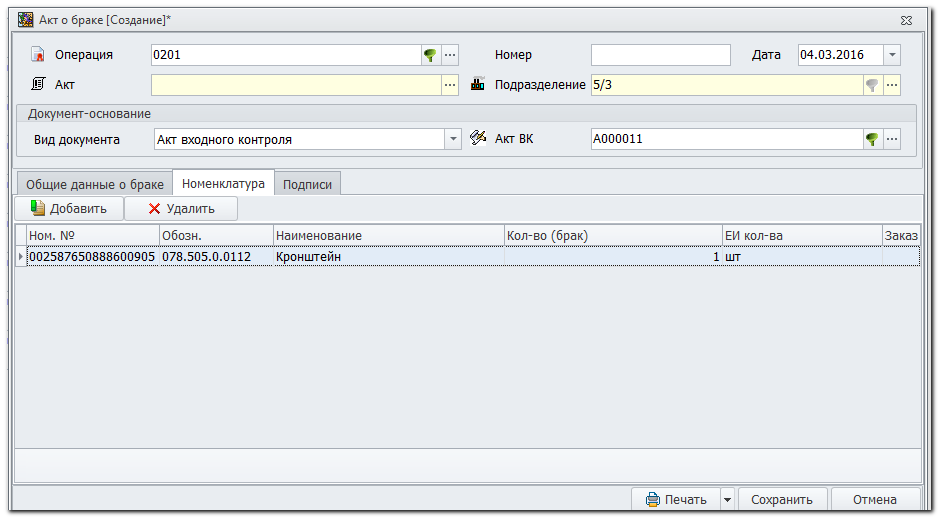 Акт о браке [Создание]*
Операция 0201 ... Номер Дата 04.03.2016
Акт ... Подразделение 5/3 ...
Документ-основание
Вид документа Акт входного контроля Акт ВК А000011 ...
Общие данные о браке Номенклатура Подписи
Добавить Удалить
Ном. № Обозн. Наименование Кол-во (брак) ЕИ кол-ва Заказ
002587650888600905 078.505.0.0112 Кронштейн 1 шт
Печать Сохранить Отмена